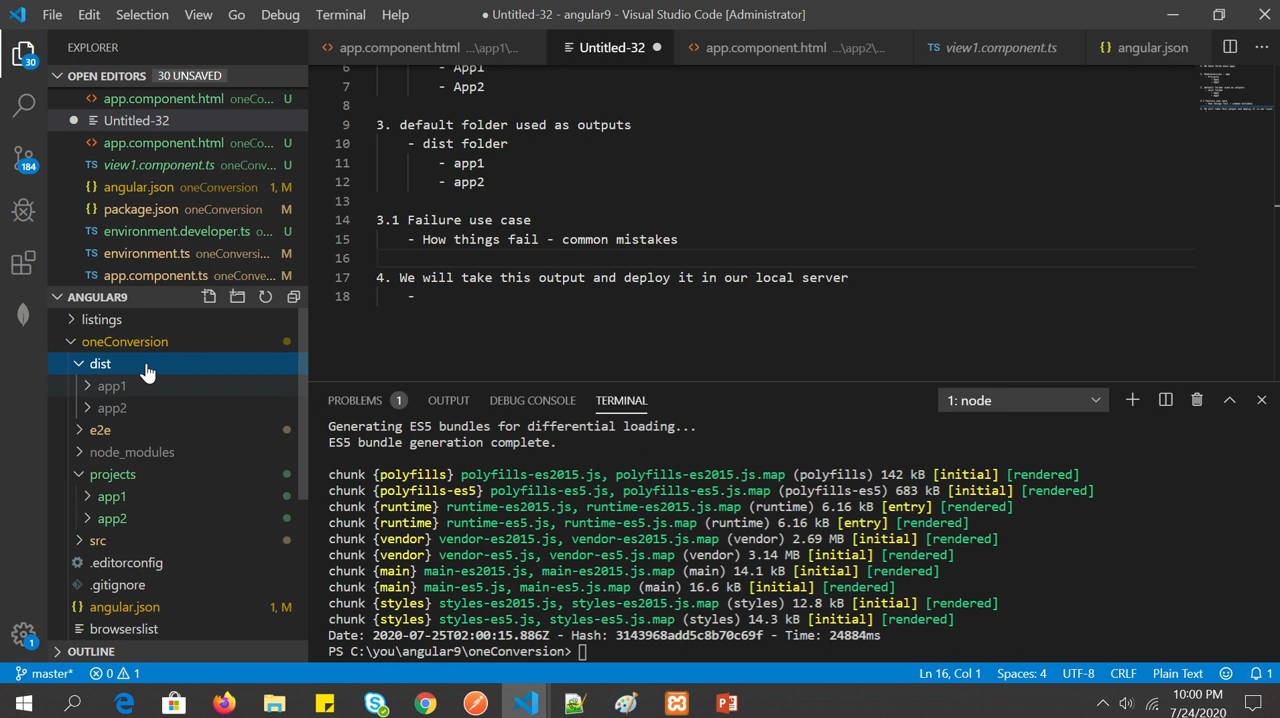 File Edit Selection View Go Debug Terminal Help
● Untitled-32 - angular9 - Visual Studio Code [Administrator]
EXPLORER
<> app.component.html ...\app1\...
Untitled-32 ●
<> app.component.html ...\app2\...
TS view1.component.ts
{} angular.json
30
OPEN EDITORS 30 UNSAVED
<> app.component.html oneCo... U
● Untitled-32
<> app.component.html oneCo... U
TS view1.component.ts oneConv... U
{} angular.json oneConversion 1, M
{} package.json oneConversion M
TS environment.developer.ts o... U
TS environment.ts oneConversi... M
TS app.component.ts oneConve... M
184
6 - App1
7 - App2
8
9 3. default folder used as outputs
10 - dist folder
11 - app1
12 - app2
13
14 3.1 Failure use case
15 - How things fail - common mistakes
16
17 4. We will take this output and deploy it in our local server
18 -
ANGULAR9
listings
oneConversion
dist
app1
app2
e2e
node_modules
projects
app1
app2
src
.editorconfig
.gitignore
{} angular.json 1, M
browserslist
OUTLINE
1
PROBLEMS 1 OUTPUT DEBUG CONSOLE TERMINAL 1: node
Generating ES5 bundles for differential loading...
ES5 bundle generation complete.
chunk {polyfills} polyfills-es2015.js, polyfills-es2015.js.map (polyfills) 142 kB [initial] [rendered]
chunk {polyfills-es5} polyfills-es5.js, polyfills-es5.js.map (polyfills-es5) 683 kB [initial] [rendered]
chunk {runtime} runtime-es2015.js, runtime-es2015.js.map (runtime) 6.16 kB [entry] [rendered]
chunk {runtime} runtime-es5.js, runtime-es5.js.map (runtime) 6.16 kB [entry] [rendered]
chunk {vendor} vendor-es2015.js, vendor-es2015.js.map (vendor) 2.69 MB [initial] [rendered]
chunk {vendor} vendor-es5.js, vendor-es5.js.map (vendor) 3.14 MB [initial] [rendered]
chunk {main} main-es2015.js, main-es2015.js.map (main) 14.1 kB [initial] [rendered]
chunk {main} main-es5.js, main-es5.js.map (main) 16.6 kB [initial] [rendered]
chunk {styles} styles-es2015.js, styles-es2015.js.map (styles) 12.8 kB [initial] [rendered]
chunk {styles} styles-es5.js, styles-es5.js.map (styles) 14.3 kB [initial] [rendered]
Date: 2020-07-25T02:00:15.886Z - Hash: 3143968add5c8b70c69f - Time: 24884ms
PS C:\you\angular9\oneConversion>
master* 0 1 Ln 16, Col 1 Spaces: 4 UTF-8 CRLF Plain Text 1
10:00 PM
7/24/2020